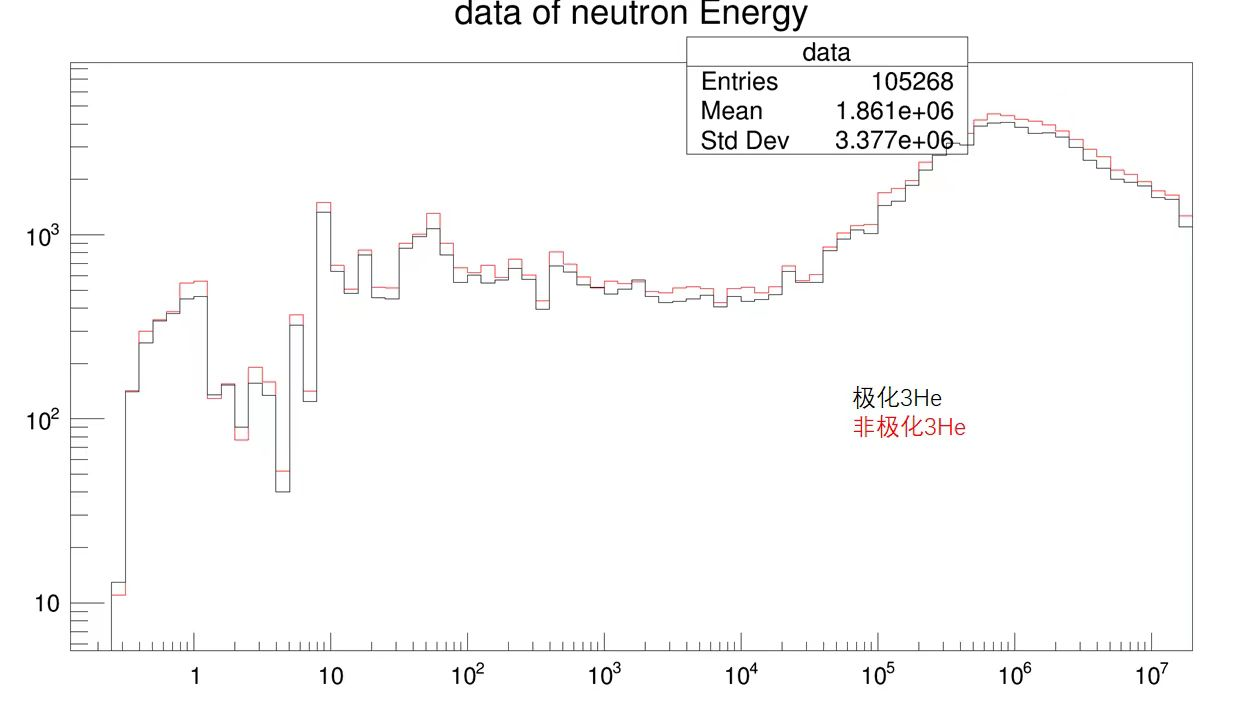 data of neutron Energy
data
Entries 105268
Mean 1.861e+06
Std Dev 3.377e+06
10³
10²
10
极化3He
非极化3He
1 10 10² 10³ 10⁴ 10⁵ 10⁶ 10⁷